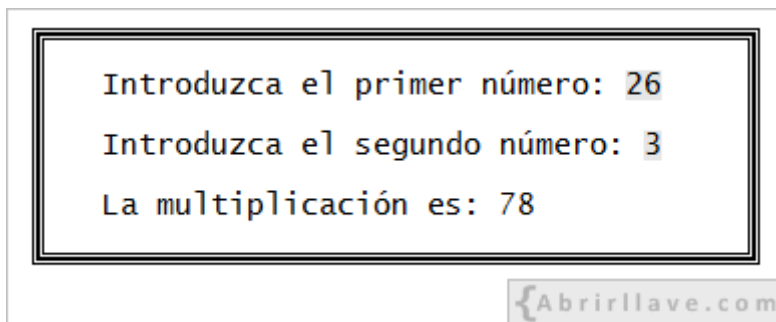 Introduzca el primer número: 26
Introduzca el segundo número: 3
La multiplicación es: 78
{Abrirllave.com